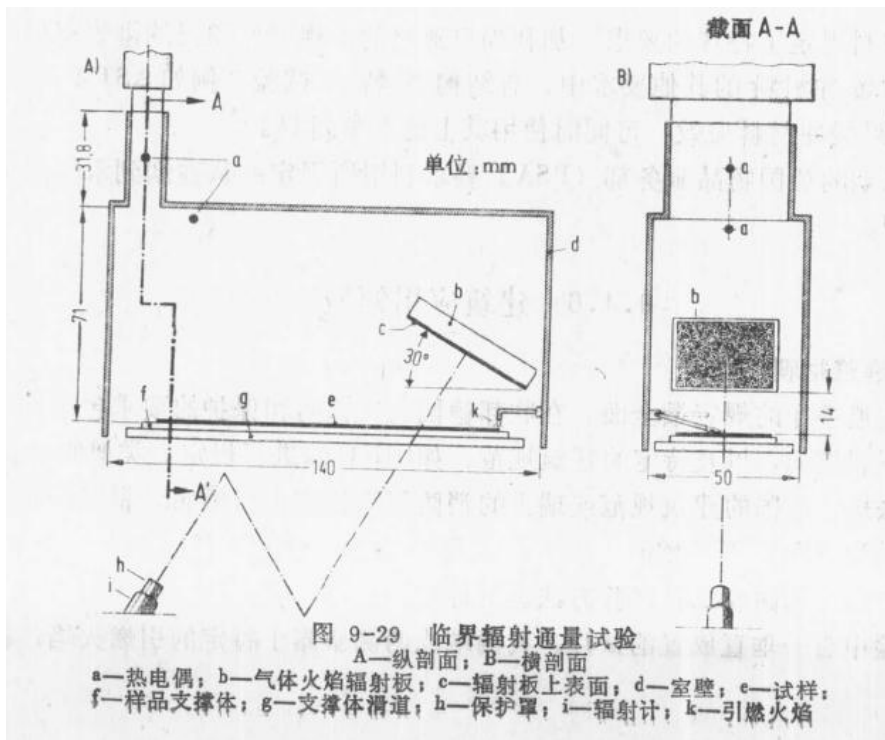 截面 A-A
A)
B)
A
a
31.8
单位:mm
a
d
b
b
c
30°
71
f
g
e
k
14
140
50
A'
h
i
图 9-29 临界辐射通量试验
A—纵剖面; B—横剖面
a—热电偶; b—气体火焰辐射板; c—辐射板上表面; d—室壁; e—试样;
f—样品支撑体; g—支撑体滑道; h—保护罩; i—辐射计; k—引燃火焰